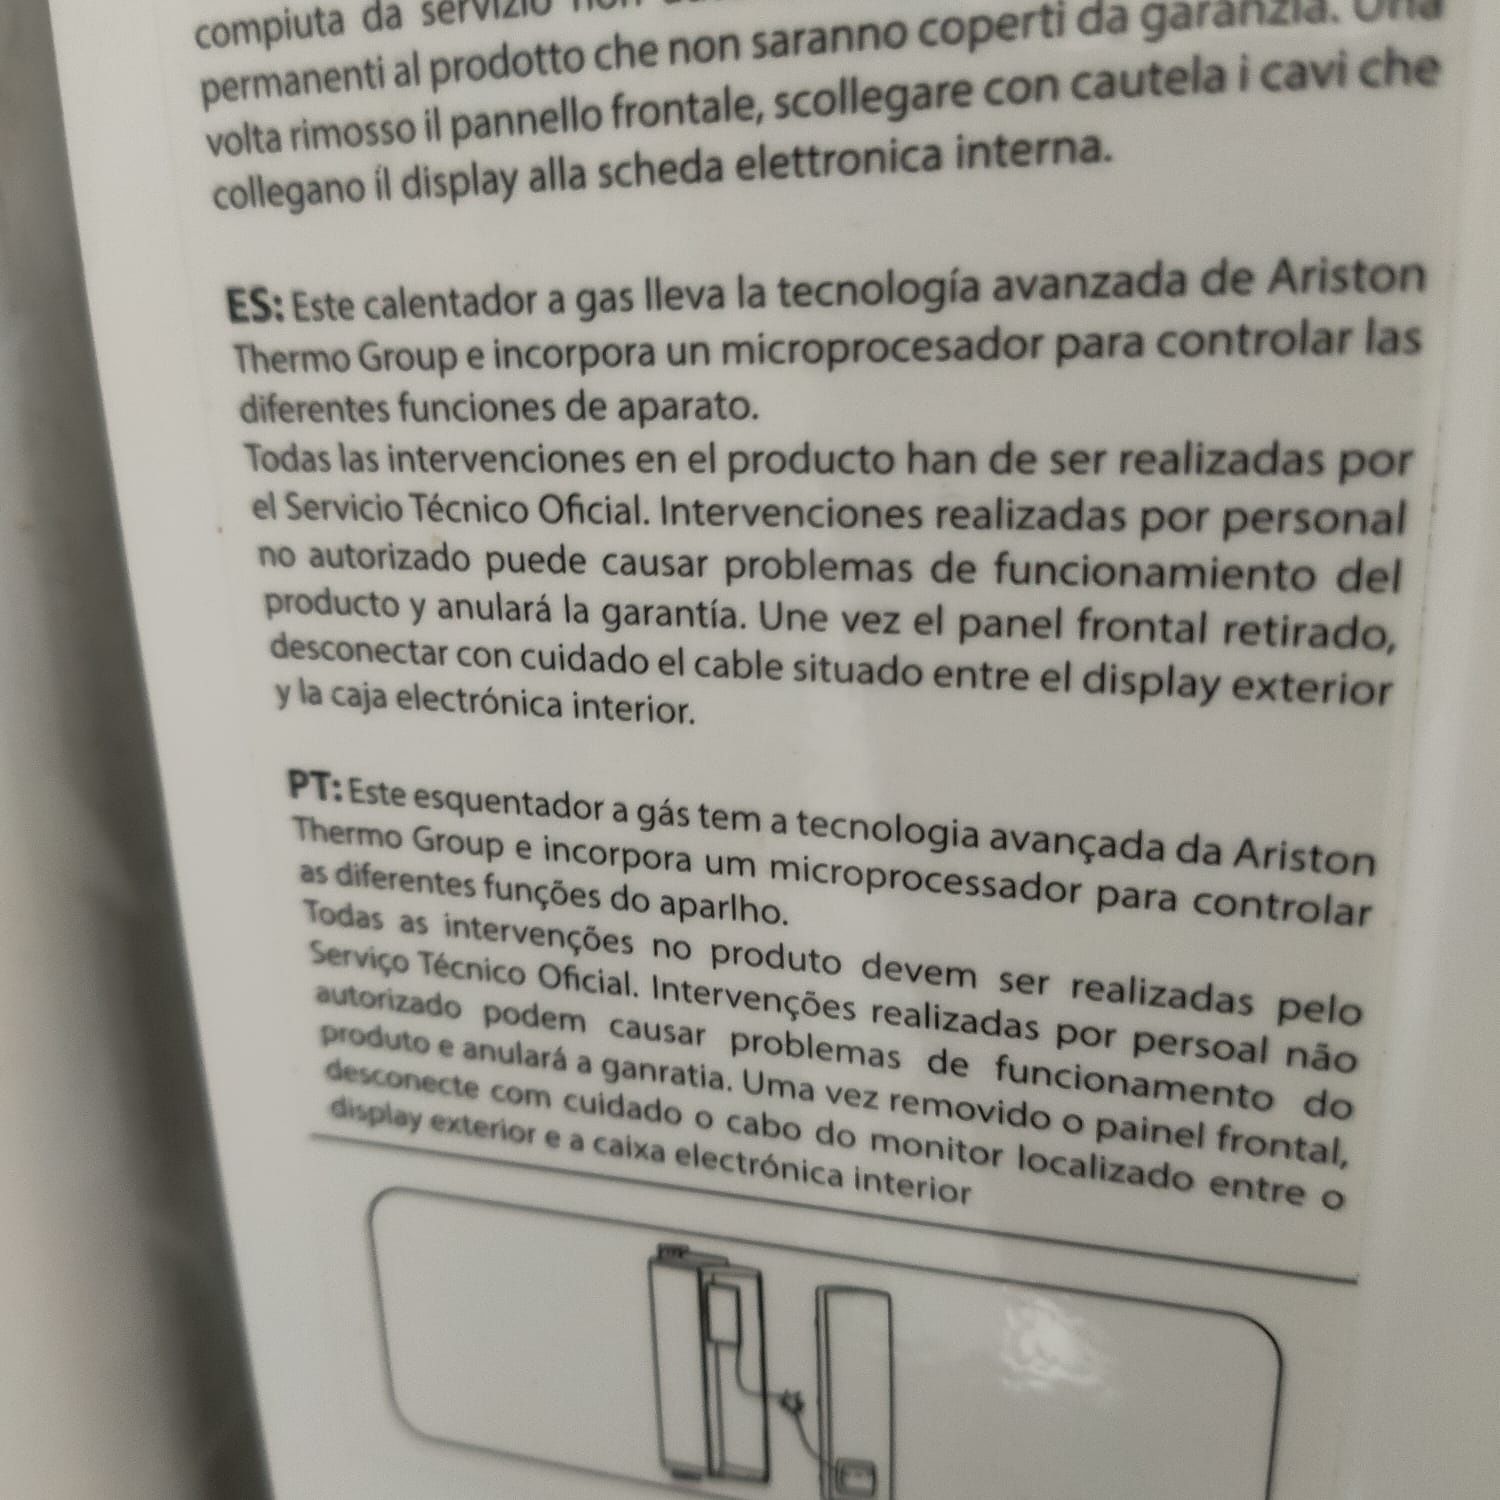 compiuta da servizio non
permanenti al prodotto che non saranno coperti da garanzia. Una
volta rimosso il pannello frontale, scollegare con cautela i cavi che
collegano il display alla scheda elettronica interna.
ES: Este calentador a gas lleva la tecnología avanzada de Ariston
Thermo Group e incorpora un microprocesador para controlar las
diferentes funciones de aparato.
Todas las intervenciones en el producto han de ser realizadas por
el Servicio Técnico Oficial. Intervenciones realizadas por personal
no autorizado puede causar problemas de funcionamiento del
producto y anulará la garantía. Une vez el panel frontal retirado,
desconectar con cuidado el cable situado entre el display exterior
y la caja electrónica interior.
PT: Este esquentador a gás tem a tecnologia avançada da Ariston
Thermo Group e incorpora um microprocessador para controlar
as diferentes funções do aparlho.
Todas as intervenções no produto devem ser realizadas pelo
Serviço Técnico Oficial. Intervenções realizadas por persoal não
autorizado podem causar problemas de funcionamento do
produto e anulará a ganratia. Uma vez removido o painel frontal,
desconecte com cuidado o cabo do monitor localizado entre o
display exterior e a caixa electrónica interior